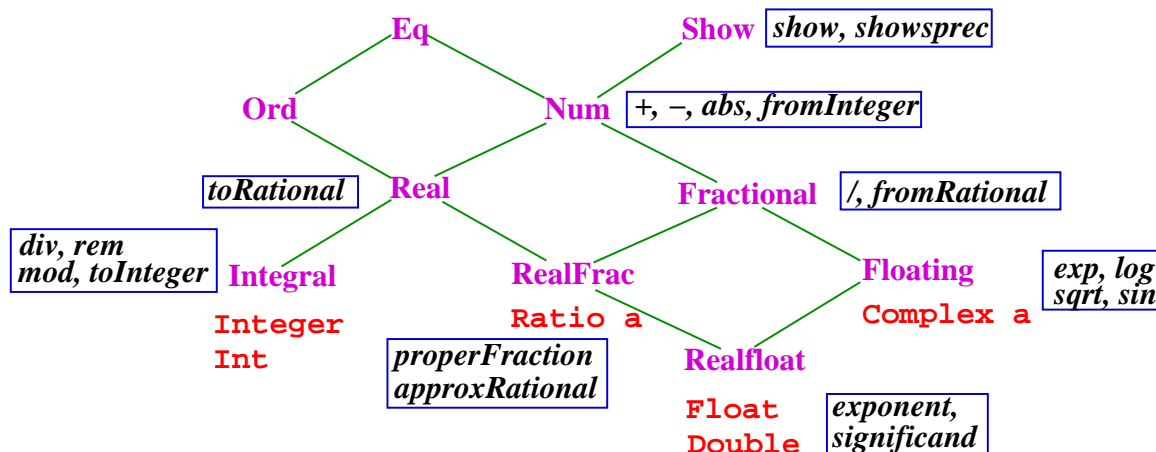 Eq
Show
show, showsprec
Ord
Num
+, −, abs, fromInteger
toRational
Real
Fractional
/, fromRational
div, rem
mod, toInteger
Integral
RealFrac
Floating
exp, log
sqrt, sin
Integer
Int
Ratio a
Complex a
properFraction
approxRational
Realfloat
Float
Double
exponent,
significand